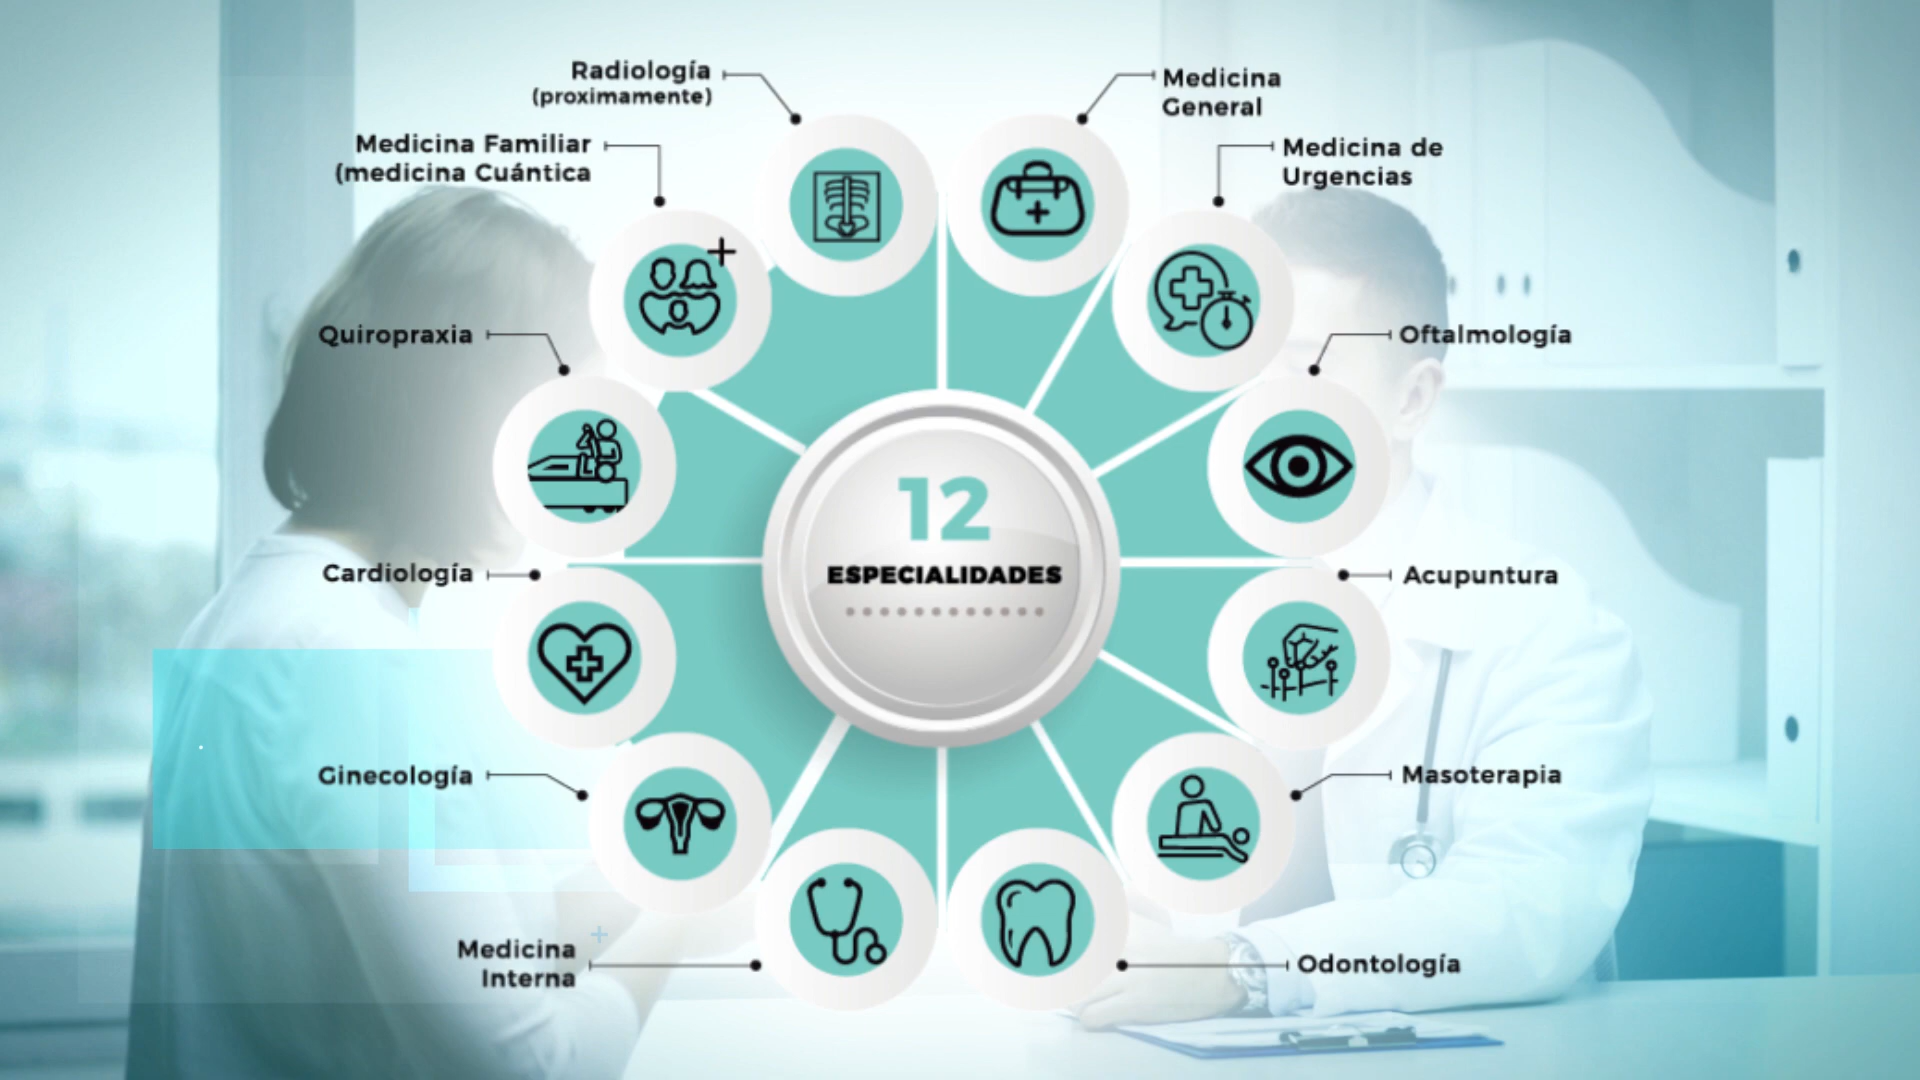 Radiología
(proximamente)
Medicina
General
Medicina Familiar
(medicina Cuántica
Medicina de
Urgencias
Quiropraxia
Oftalmología
12
ESPECIALIDADES
Cardiología
Acupuntura
Ginecología
Masoterapia
Medicina
Interna
Odontología